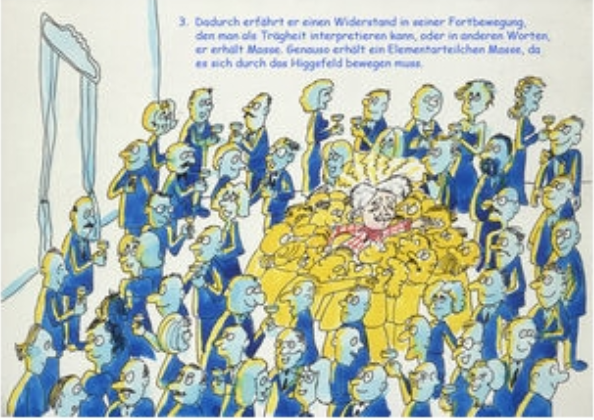 3. Dadurch erfährt er einen Widerstand in seiner Fortbewegung,
den man als Trägheit interpretieren kann, oder in anderen Worten,
er erhält Masse. Genauso erhält ein Elementarteilchen Masse, da
es sich durch das Higgsfeld bewegen muss.